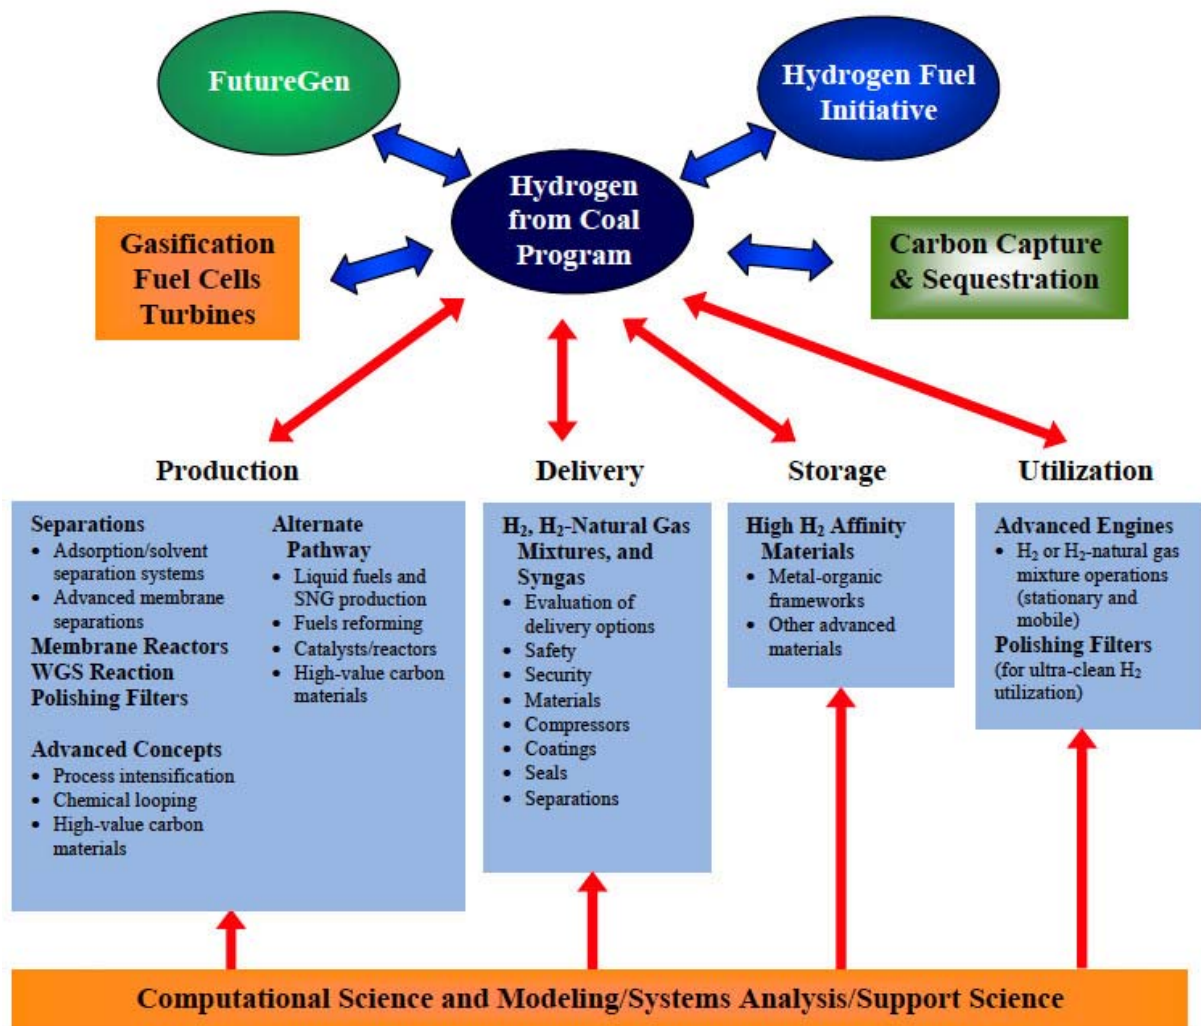 FutureGen
Hydrogen Fuel
Initiative
Hydrogen
from Coal
Program
Gasification
Fuel Cells
Turbines
Carbon Capture
& Sequestration
Production
Separations
• Adsorption/solvent
separation systems
• Advanced membrane
separations
Membrane Reactors
WGS Reaction
Polishing Filters
Advanced Concepts
• Process intensification
• Chemical looping
• High-value carbon
materials
Alternate
Pathway
• Liquid fuels and
SNG production
• Fuels reforming
• Catalysts/reactors
• High-value carbon
materials
Delivery
H₂, H₂-Natural Gas
Mixtures, and
Syngas
• Evaluation of
delivery options
• Safety
• Security
• Materials
• Compressors
• Coatings
• Seals
• Separations
Storage
High H₂ Affinity
Materials
• Metal-organic
frameworks
• Other advanced
materials
Utilization
Advanced Engines
• H₂ or H₂-natural gas
mixture operations
(stationary and
mobile)
Polishing Filters
(for ultra-clean H₂
utilization)
Computational Science and Modeling/Systems Analysis/Support Science